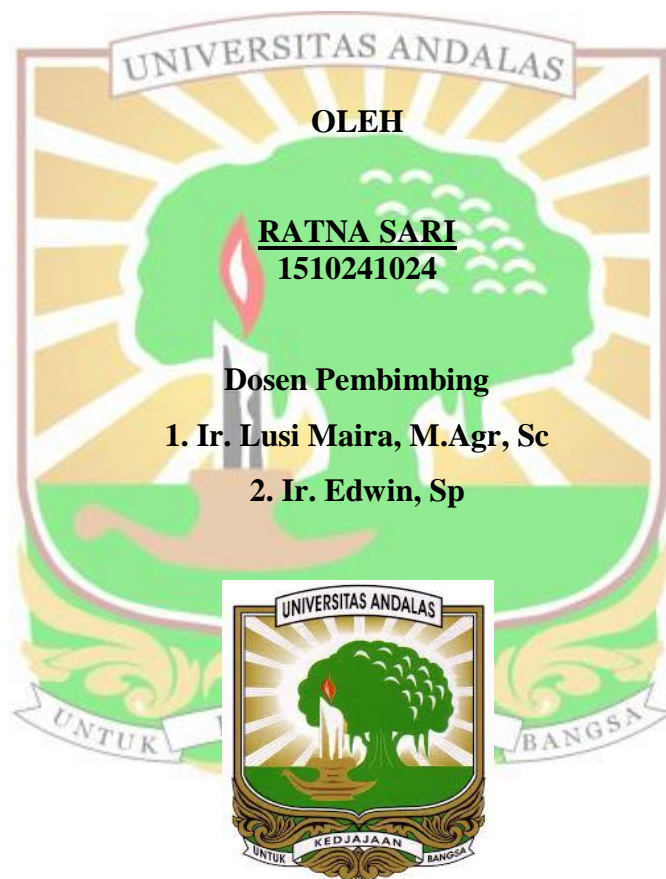 UNIVERSITAS ANDALAS
OLEH
RATNA SARI
1510241024
Dosen Pembimbing
1. Ir. Lusi Maira, M.Agr, Sc
2. Ir. Edwin, Sp
UNIVERSITAS ANDALAS
UNTUK
BANGSA
UNTUK
KEDJAJAAN
BANGSA